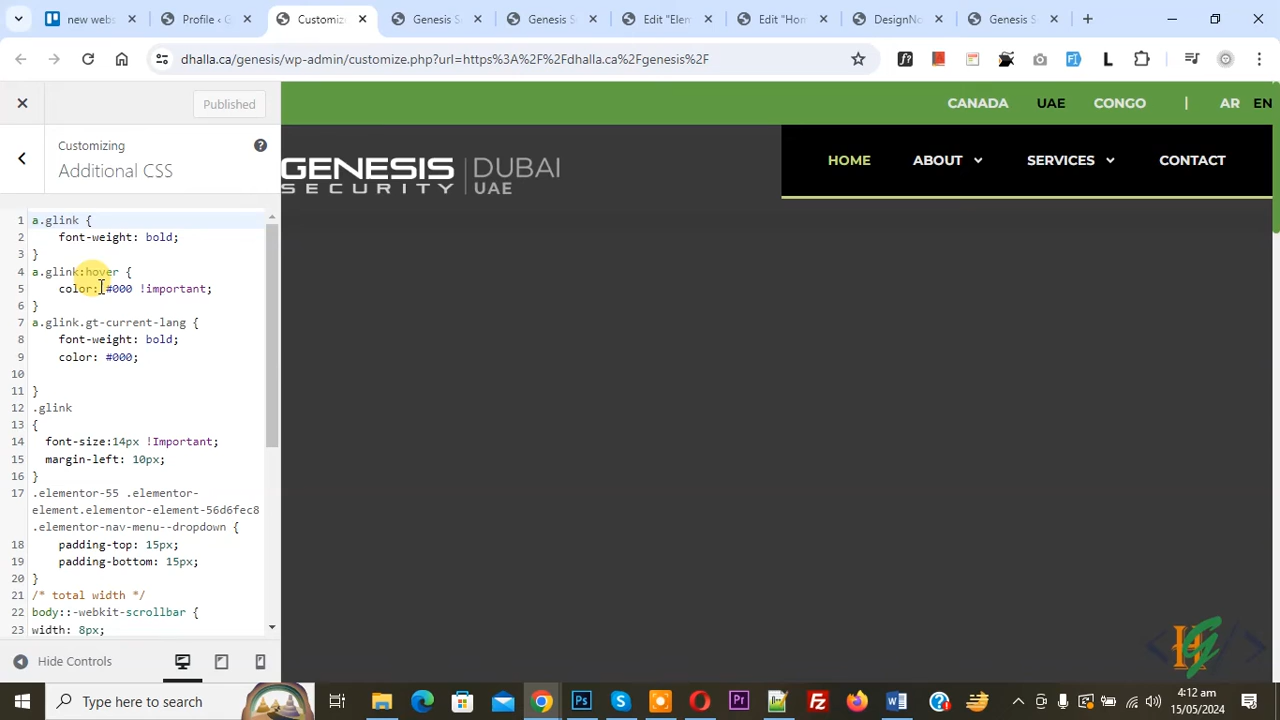 new webs
Profile ‹ G
Customiz
Genesis S
Genesis S
Edit "Elem
Edit "Hom
DesignNo
Genesis S
dhalla.ca/genesis/wp-admin/customize.php?url=https%3A%2F%2Fdhalla.ca%2Fgenesis%2F
Published
CANADA UAE CONGO | AR EN
Customizing
Additional CSS
GENESIS SECURITY
DUBAI
UAE
HOME ABOUT SERVICES CONTACT
1 a.glink {
2 font-weight: bold;
3 }
4 a.glink:hover {
5 color: #000 !important;
6 }
7 a.glink.gt-current-lang {
8 font-weight: bold;
9 color: #000;
10
11 }
12 .glink
13 {
14 font-size:14px !Important;
15 margin-left: 10px;
16 }
17 .elementor-55 .elementor-
element.elementor-element-56d6fec8
.elementor-nav-menu--dropdown {
18 padding-top: 15px;
19 padding-bottom: 15px;
20 }
21 /* total width */
22 body::-webkit-scrollbar {
23 width: 8px;
Hide Controls
HG
Type here to search
4:12 am
15/05/2024